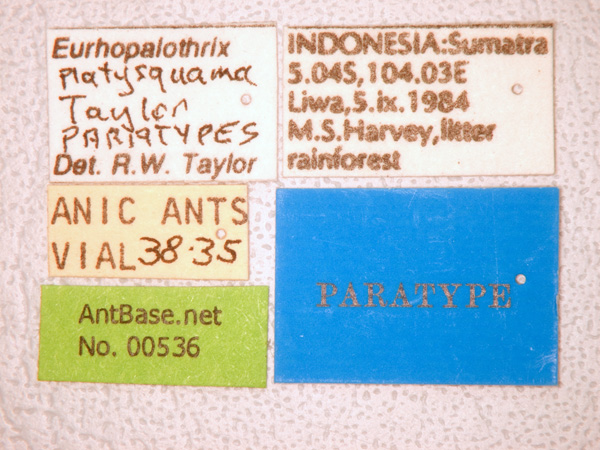 Eurhopalothrix
platysquama
Taylor
PARATYPES
Det. R.W. Taylor
INDONESIA:Sumatra
5.04S,104.03E
Liwa,5.ix.1984
M.S.Harvey,litter
rainforest
ANIC ANTS
VIAL 38.35
PARATYPE
AntBase.net
No. 00536